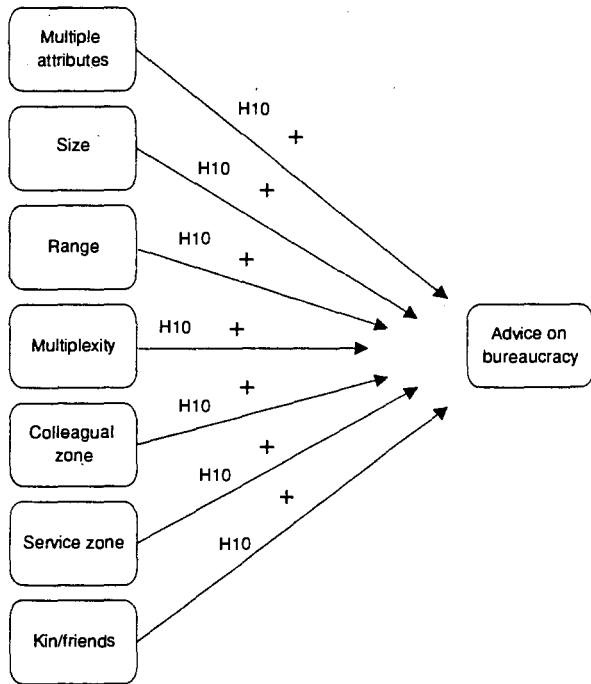 Multiple
attributes
H10
+
Size
H10
+
Range
H10
+
Multiplexity
H10
+
Advice on
bureaucracy
Colleagual
zone
H10
+
Service zone
H10
+
Kin/friends
H10
+